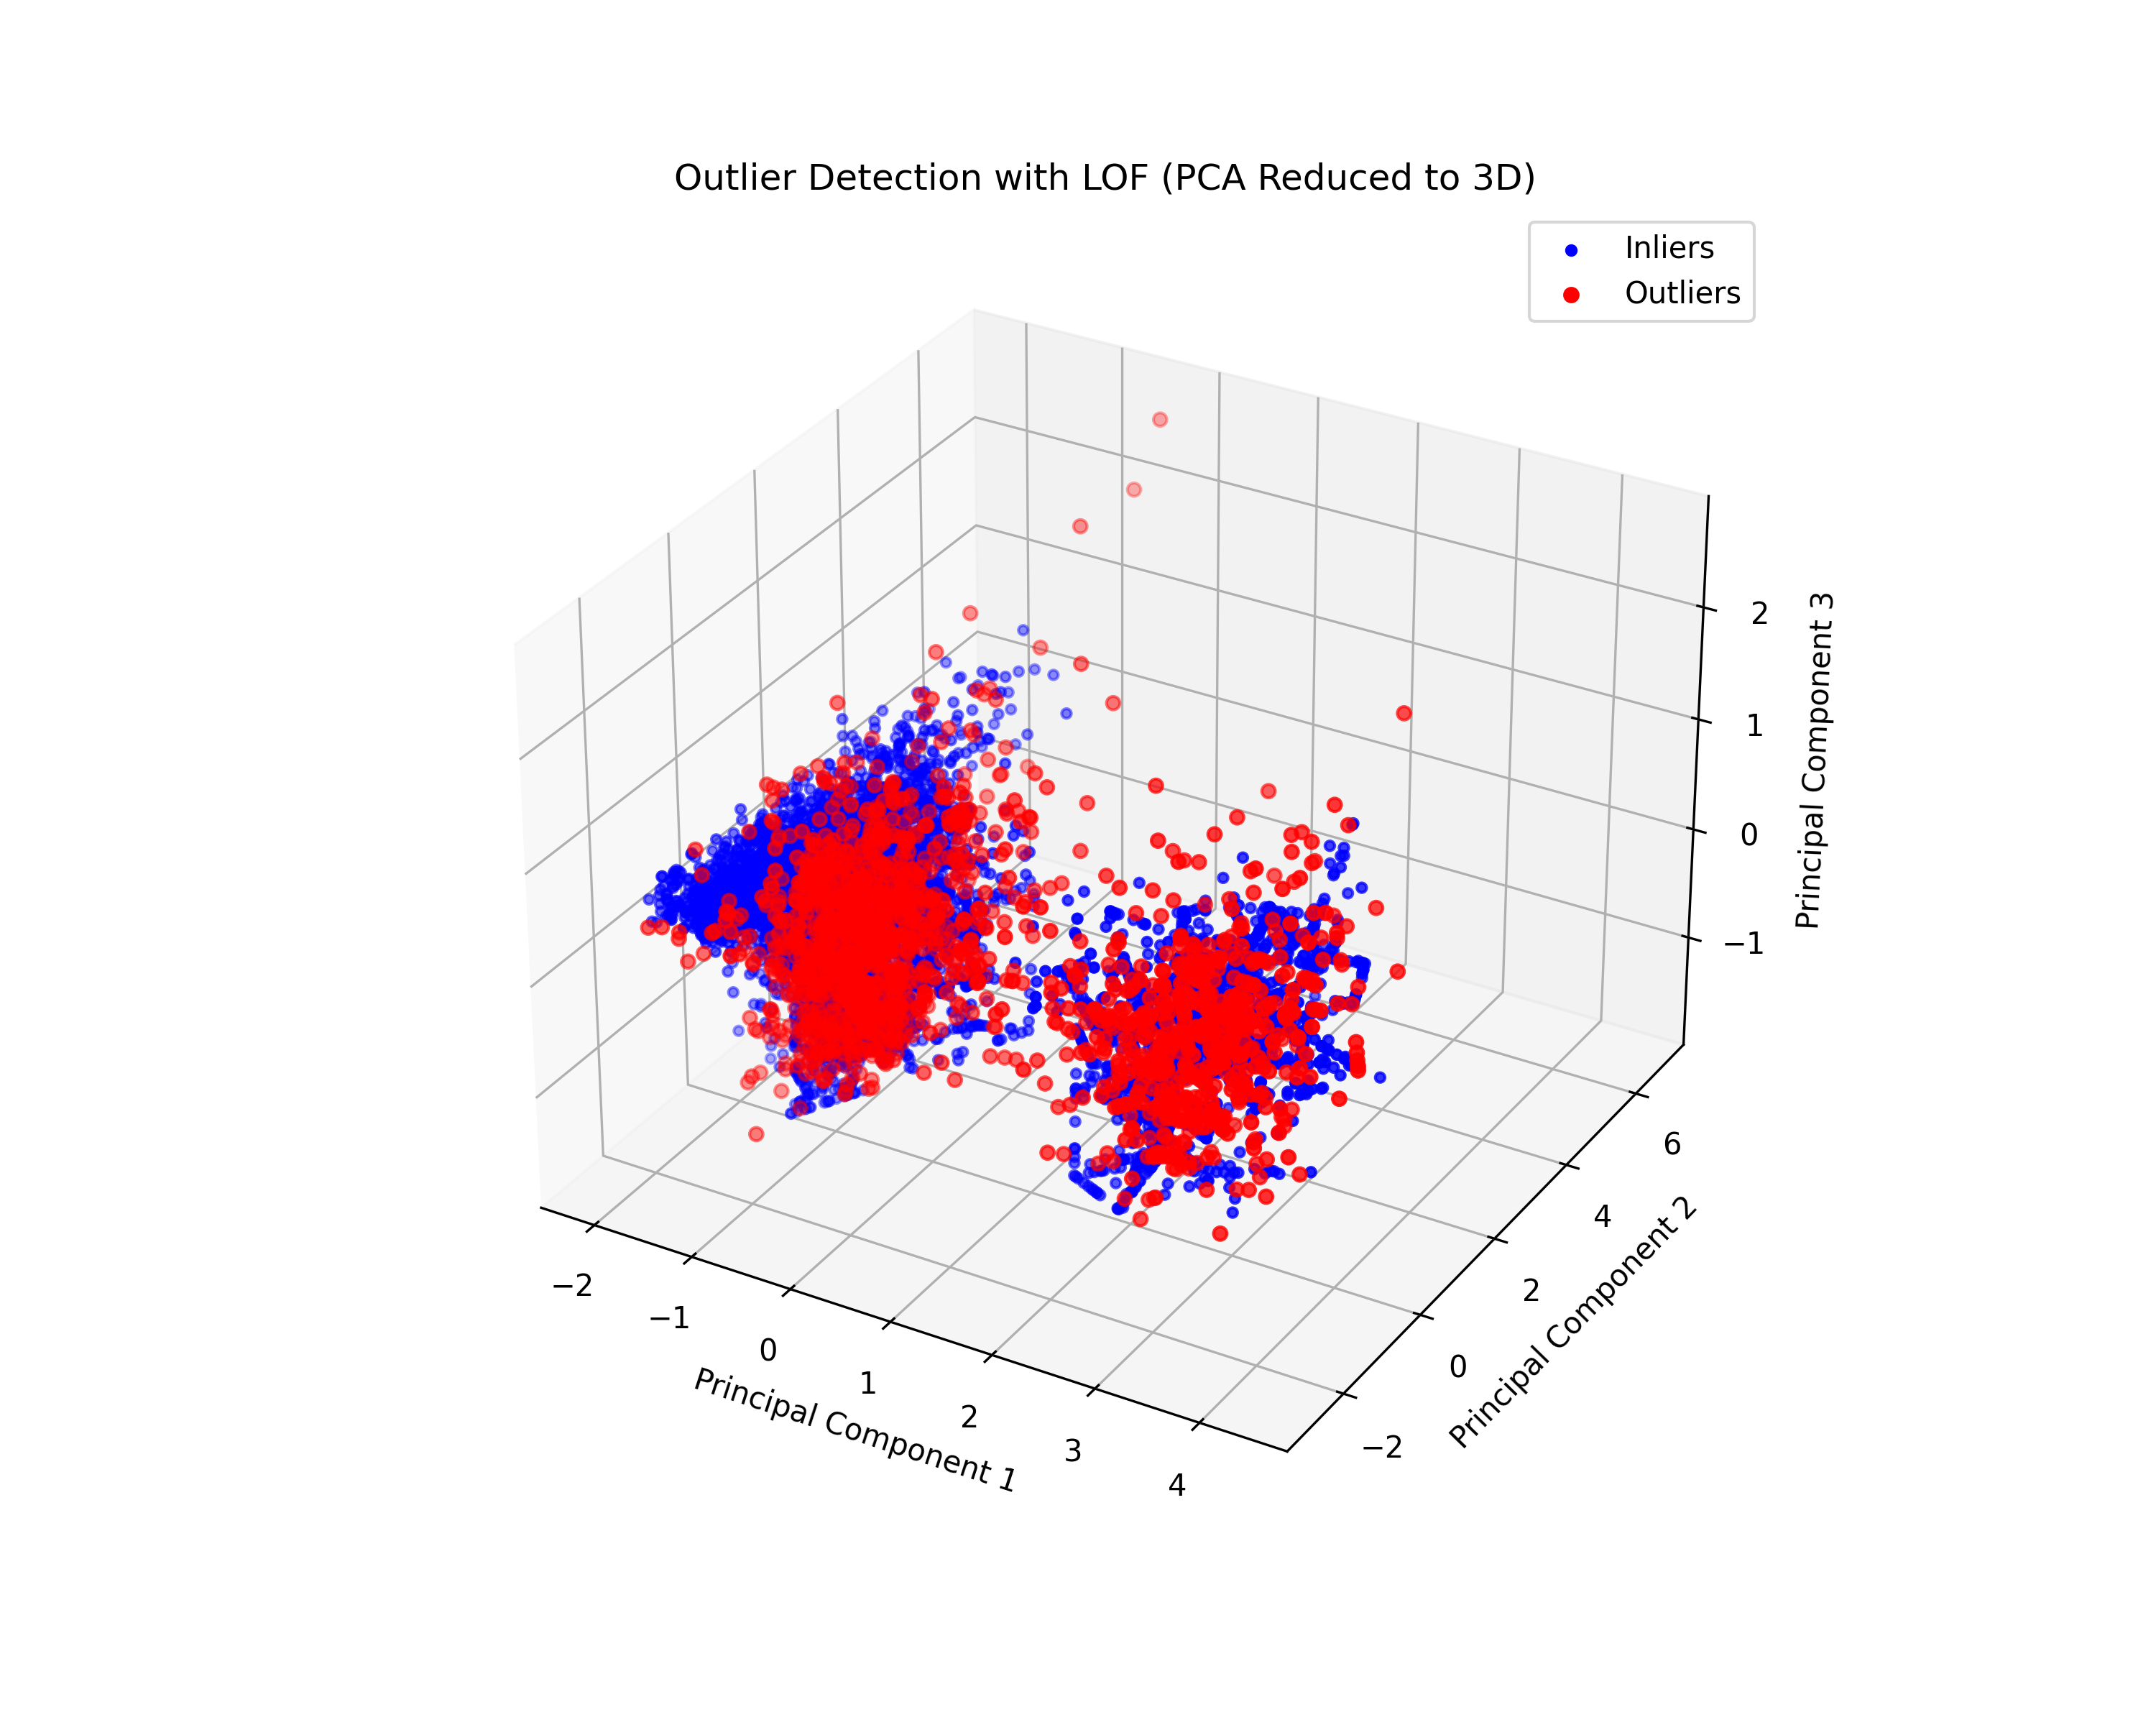 Outlier Detection with LOF (PCA Reduced to 3D)
Inliers
Outliers
2
1
0
−1
Principal Component 3
6
4
2
0
−2
Principal Component 2
−2
−1
0
1
2
3
4
Principal Component 1